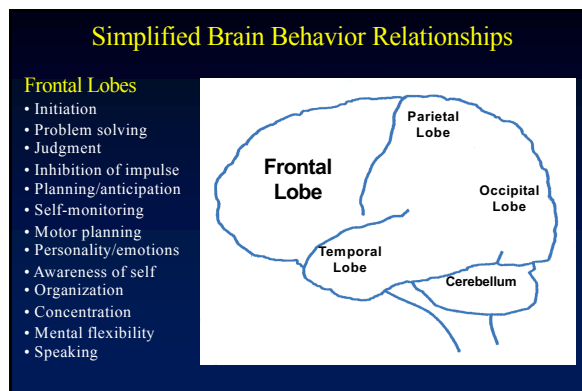 Simplified Brain Behavior Relationships
Frontal Lobes
• Initiation
• Problem solving
• Judgment
• Inhibition of impulse
• Planning/anticipation
• Self-monitoring
• Motor planning
• Personality/emotions
• Awareness of self
• Organization
• Concentration
• Mental flexibility
• Speaking
Parietal
Lobe
Frontal
Lobe
Occipital
Lobe
Temporal
Lobe
Cerebellum